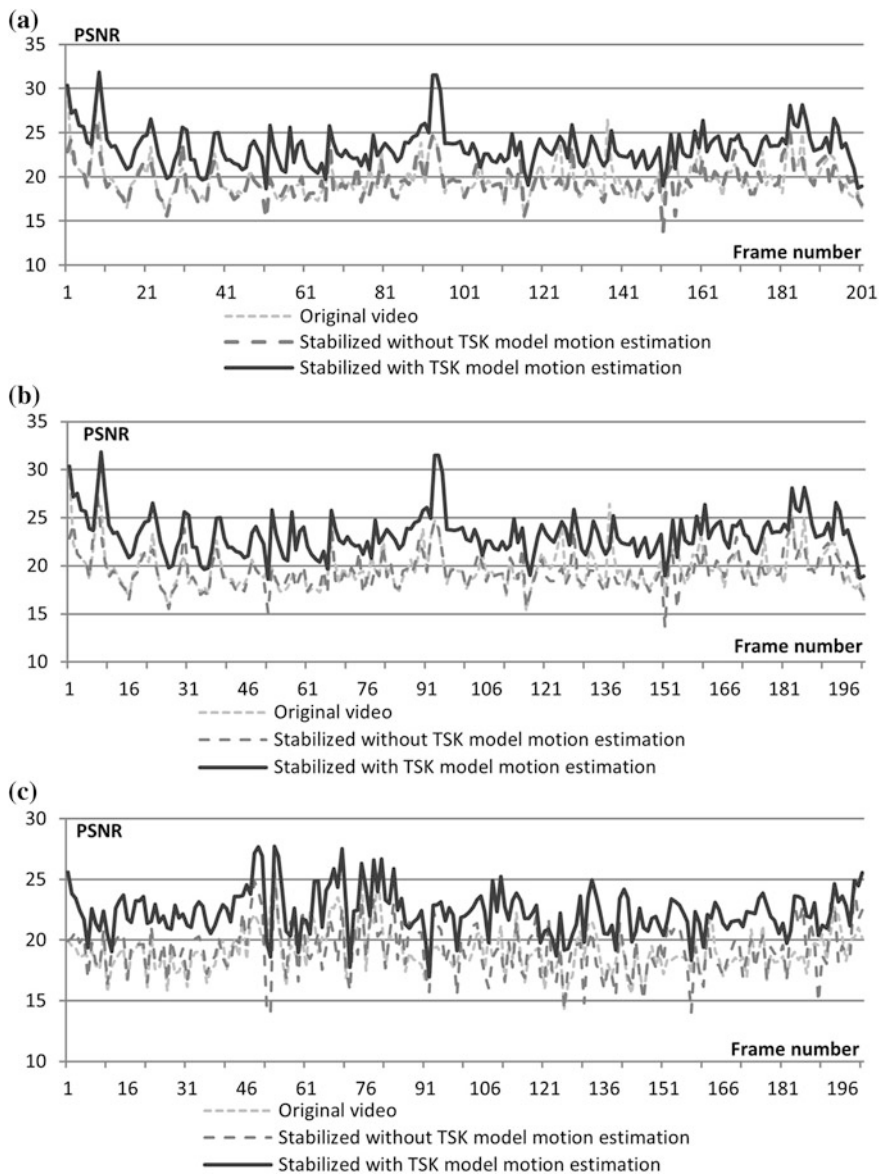 (a)
PSNR
35
30
25
20
15
10
Frame number
1 21 41 61 81 101 121 141 161 181 201
Original video
Stabilized without TSK model motion estimation
Stabilized with TSK model motion estimation
(b)
PSNR
35
30
25
20
15
10
Frame number
1 16 31 46 61 76 91 106 121 136 151 166 181 196
Original video
Stabilized without TSK model motion estimation
Stabilized with TSK model motion estimation
(c)
PSNR
30
25
20
15
10
Frame number
1 16 31 46 61 76 91 106 121 136 151 166 181 196
Original video
Stabilized without TSK model motion estimation
Stabilized with TSK model motion estimation